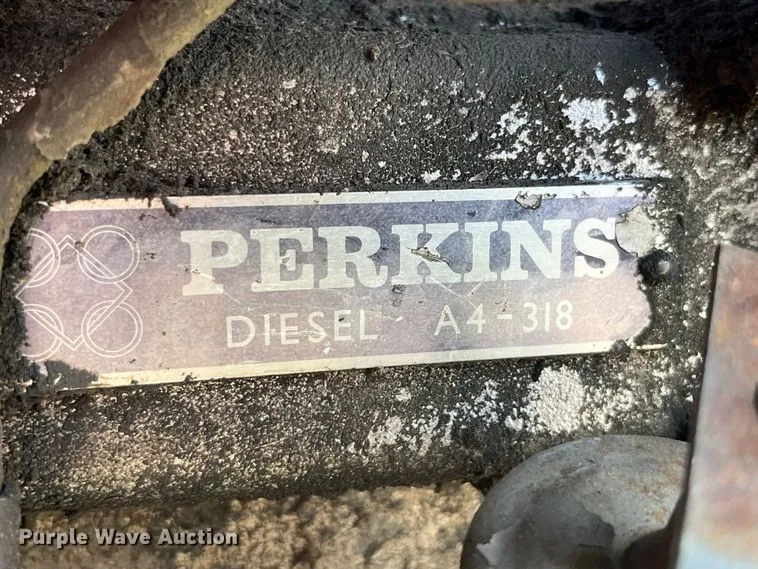 PERKINS
DIESEL A4-318
Purple Wave Auction®